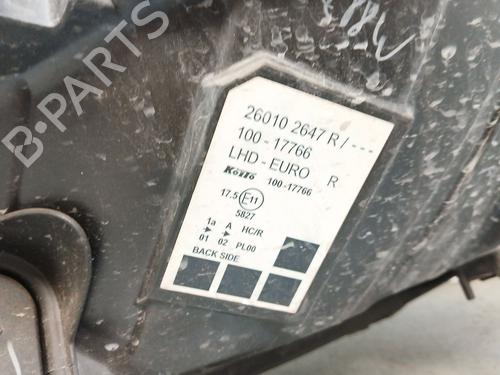 26010 2647 R/---
100-17766
LHD-EURO R
Koito 100-17766
17.5 E11
5827
1a A HC/R
01 02 PL00
BACK SIDE